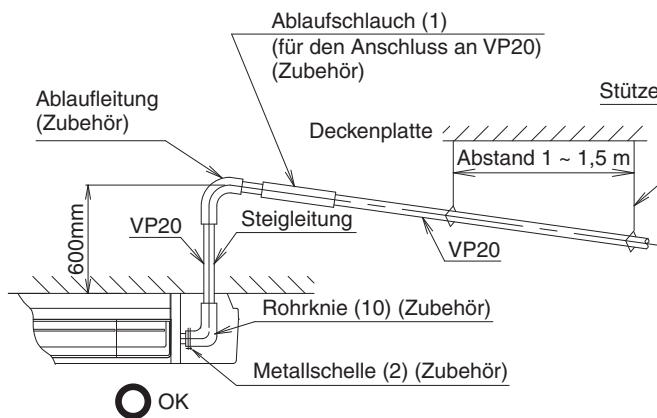 Ablaufschlauch (1)
(für den Anschluss an VP20)
(Zubehör)
Stütze
Ablaufleitung
(Zubehör)
Deckenplatte
Abstand 1 ~ 1,5 m
600mm
VP20
Steigleitung
VP20
Rohrknie (10) (Zubehör)
Metallschelle (2) (Zubehör)
OK